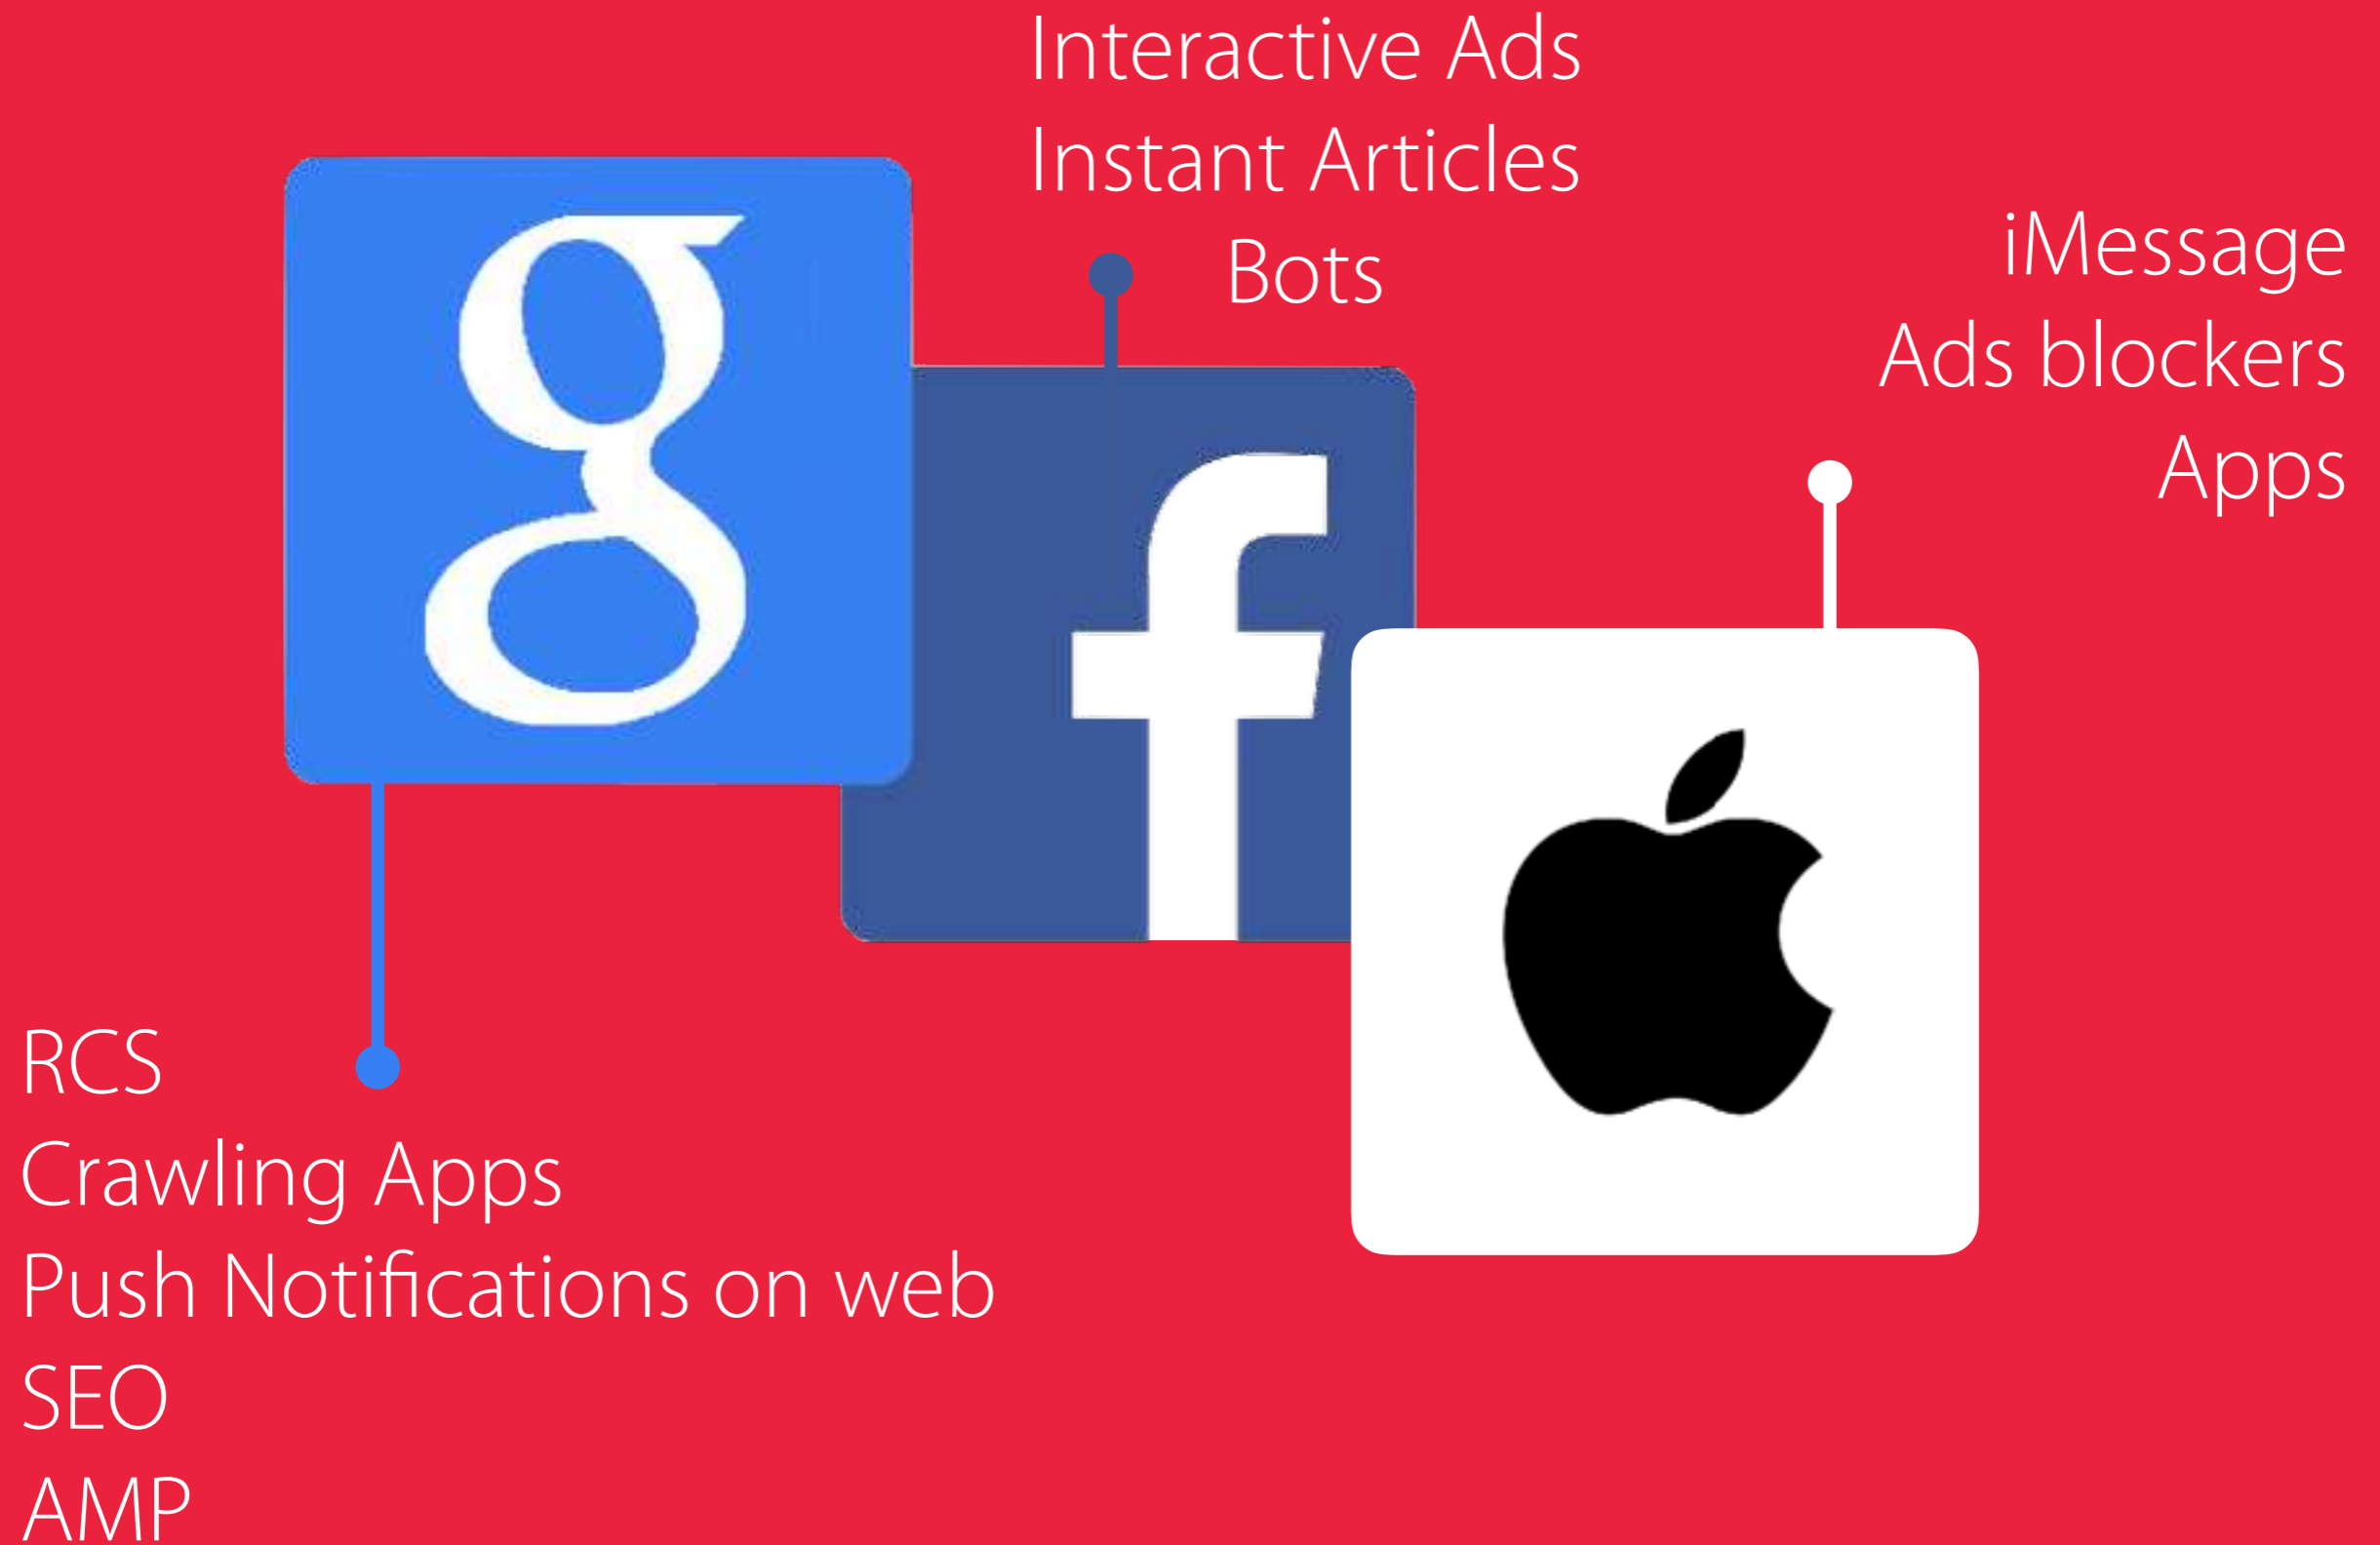 Interactive Ads
Instant Articles
Bots
iMessage
Ads blockers
Apps
g
f
RCS
Crawling Apps
Push Notifications on web
SEO
AMP